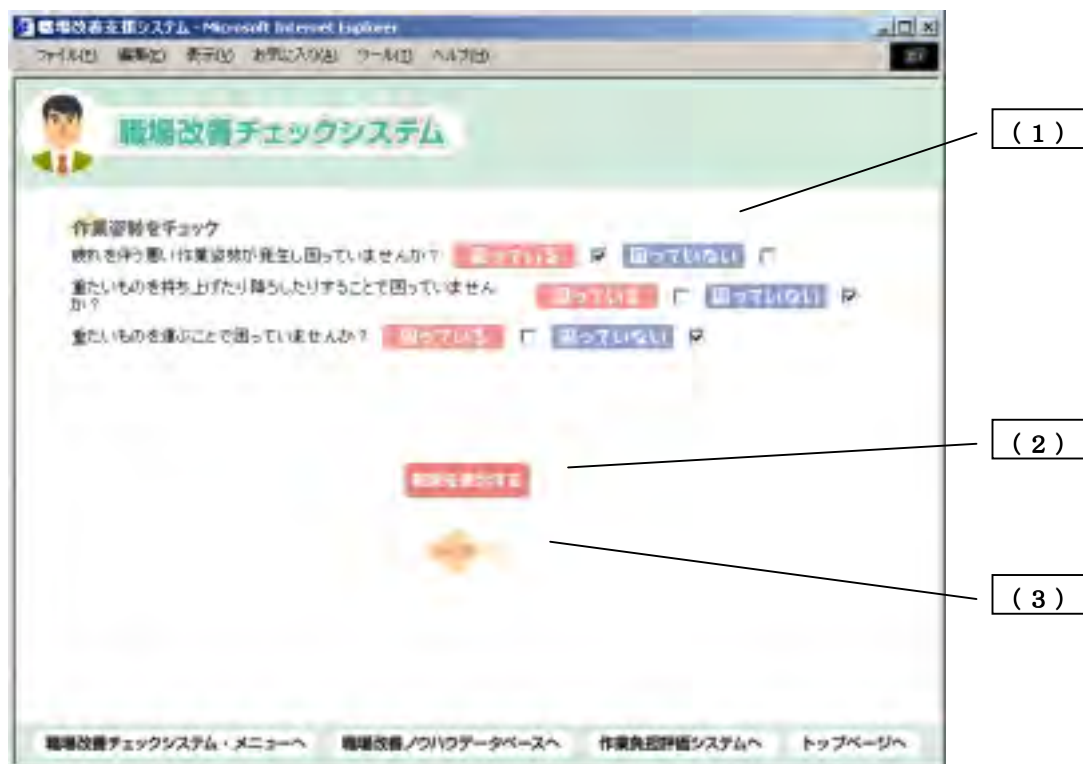 職場改善支援システム - Microsoft Internet Explorer
ファイル(F) 編集(E) 表示(V) お気に入り(A) ツール(T) ヘルプ(H)
職場改善チェックシステム
(1)
作業姿勢をチェック
疲れを伴う悪い作業姿勢が発生し困っていませんか? 困っている 困っていない
重たいものを持ち上げたり降ろしたりすることで困っていません 困っている 困っていない
か?
重たいものを運ぶことで困っていませんか? 困っている 困っていない
(2)
(3)
職場改善チェックシステム・メニューへ 職場改善ノウハウデータベースへ 作業負担評価システムへ トップページへ